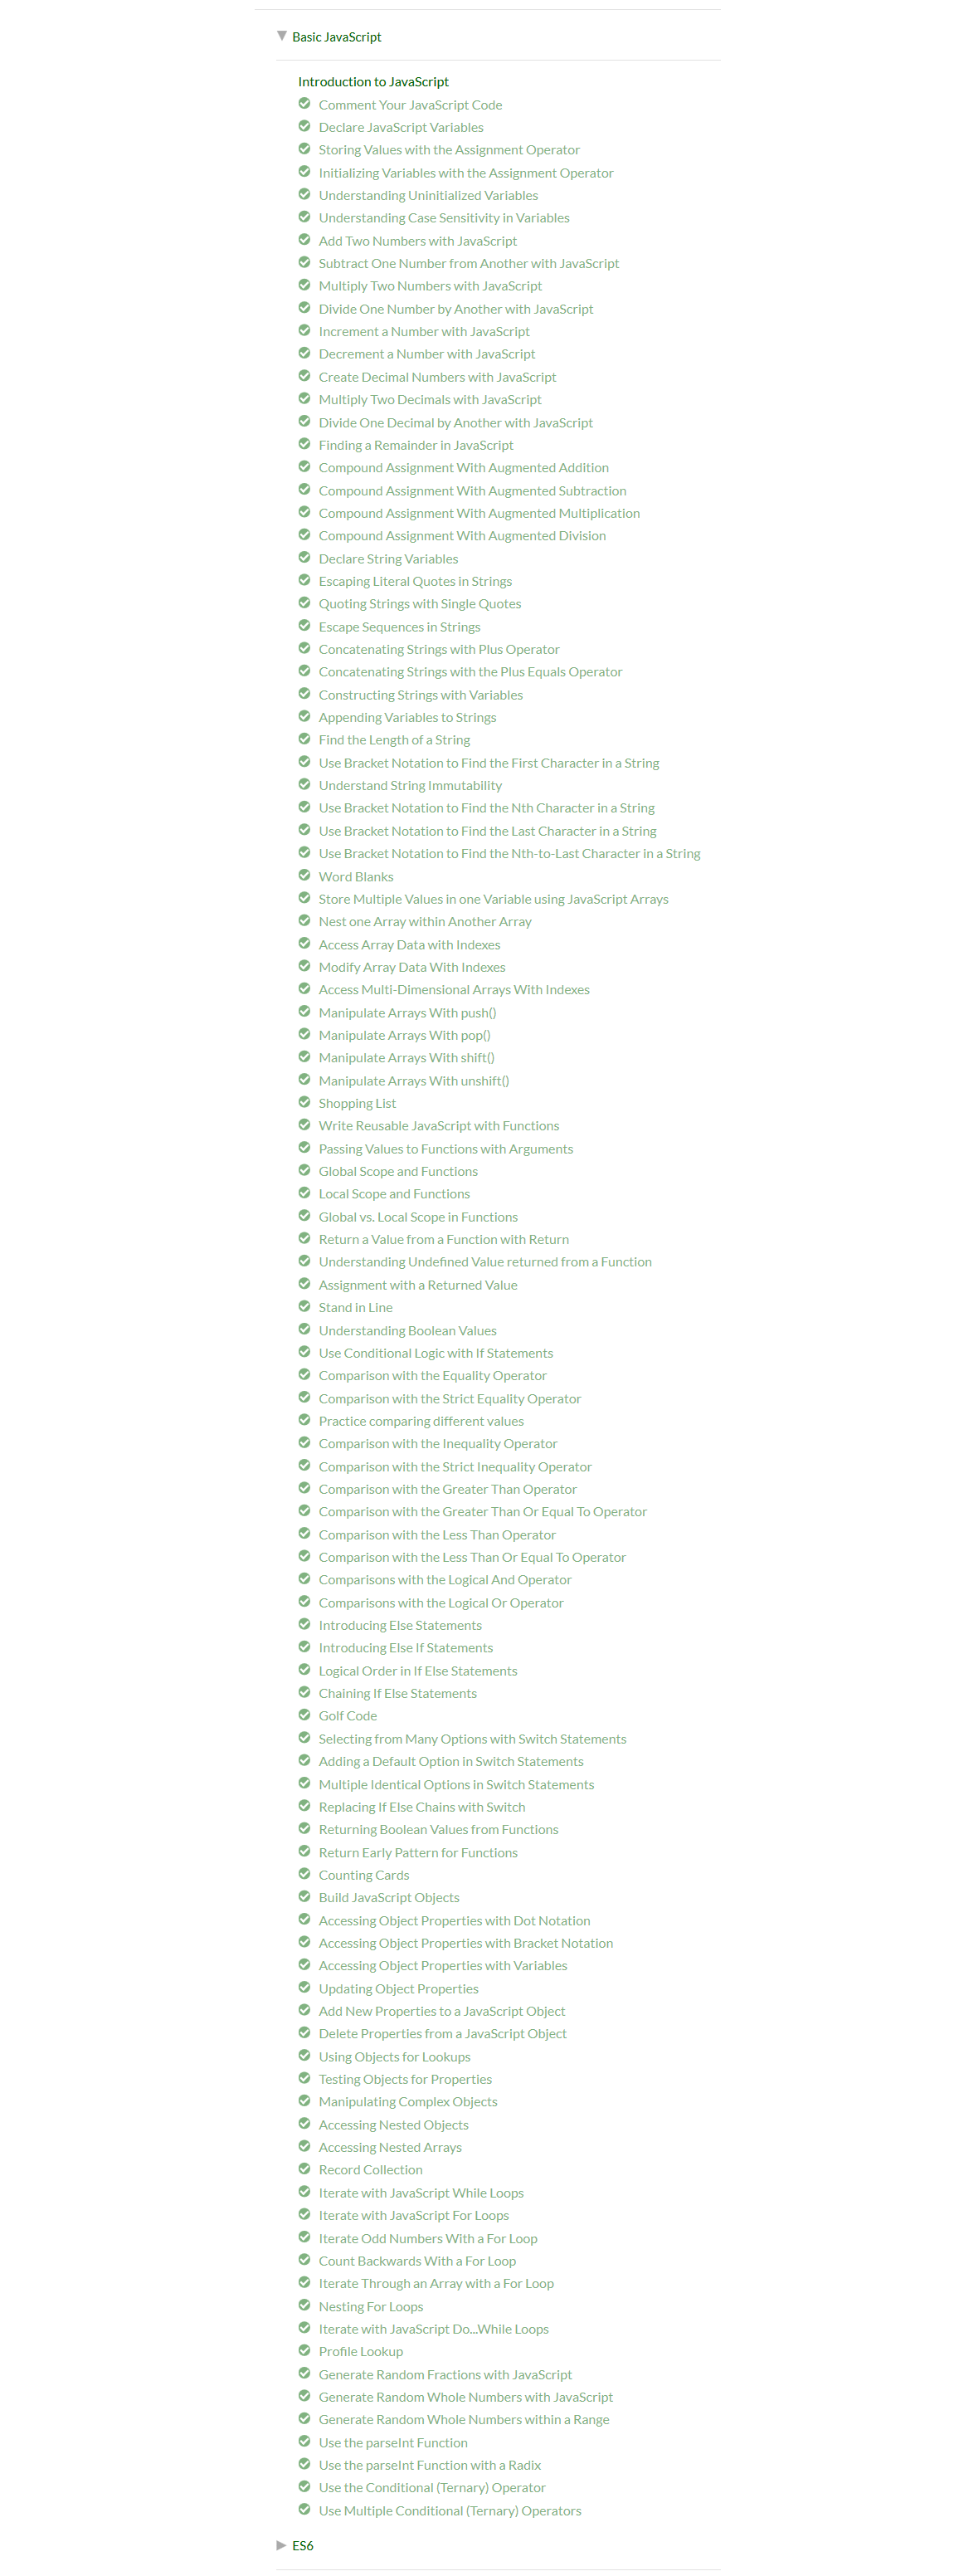 Basic JavaScript
Introduction to JavaScript
Comment Your JavaScript Code
Declare JavaScript Variables
Storing Values with the Assignment Operator
Initializing Variables with the Assignment Operator
Understanding Uninitialized Variables
Understanding Case Sensitivity in Variables
Add Two Numbers with JavaScript
Subtract One Number from Another with JavaScript
Multiply Two Numbers with JavaScript
Divide One Number by Another with JavaScript
Increment a Number with JavaScript
Decrement a Number with JavaScript
Create Decimal Numbers with JavaScript
Multiply Two Decimals with JavaScript
Divide One Decimal by Another with JavaScript
Finding a Remainder in JavaScript
Compound Assignment With Augmented Addition
Compound Assignment With Augmented Subtraction
Compound Assignment With Augmented Multiplication
Compound Assignment With Augmented Division
Declare String Variables
Escaping Literal Quotes in Strings
Quoting Strings with Single Quotes
Escape Sequences in Strings
Concatenating Strings with Plus Operator
Concatenating Strings with the Plus Equals Operator
Constructing Strings with Variables
Appending Variables to Strings
Find the Length of a String
Use Bracket Notation to Find the First Character in a String
Understand String Immutability
Use Bracket Notation to Find the Nth Character in a String
Use Bracket Notation to Find the Last Character in a String
Use Bracket Notation to Find the Nth-to-Last Character in a String
Word Blanks
Store Multiple Values in one Variable using JavaScript Arrays
Nest one Array within Another Array
Access Array Data with Indexes
Modify Array Data With Indexes
Access Multi-Dimensional Arrays With Indexes
Manipulate Arrays With push()
Manipulate Arrays With pop()
Manipulate Arrays With shift()
Manipulate Arrays With unshift()
Shopping List
Write Reusable JavaScript with Functions
Passing Values to Functions with Arguments
Global Scope and Functions
Local Scope and Functions
Global vs. Local Scope in Functions
Return a Value from a Function with Return
Understanding Undefined Value returned from a Function
Assignment with a Returned Value
Stand in Line
Understanding Boolean Values
Use Conditional Logic with If Statements
Comparison with the Equality Operator
Comparison with the Strict Equality Operator
Practice comparing different values
Comparison with the Inequality Operator
Comparison with the Strict Inequality Operator
Comparison with the Greater Than Operator
Comparison with the Greater Than Or Equal To Operator
Comparison with the Less Than Operator
Comparison with the Less Than Or Equal To Operator
Comparisons with the Logical And Operator
Comparisons with the Logical Or Operator
Introducing Else Statements
Introducing Else If Statements
Logical Order in If Else Statements
Chaining If Else Statements
Golf Code
Selecting from Many Options with Switch Statements
Adding a Default Option in Switch Statements
Multiple Identical Options in Switch Statements
Replacing If Else Chains with Switch
Returning Boolean Values from Functions
Return Early Pattern for Functions
Counting Cards
Build JavaScript Objects
Accessing Object Properties with Dot Notation
Accessing Object Properties with Bracket Notation
Accessing Object Properties with Variables
Updating Object Properties
Add New Properties to a JavaScript Object
Delete Properties from a JavaScript Object
Using Objects for Lookups
Testing Objects for Properties
Manipulating Complex Objects
Accessing Nested Objects
Accessing Nested Arrays
Record Collection
Iterate with JavaScript While Loops
Iterate with JavaScript For Loops
Iterate Odd Numbers With a For Loop
Count Backwards With a For Loop
Iterate Through an Array with a For Loop
Nesting For Loops
Iterate with JavaScript Do...While Loops
Profile Lookup
Generate Random Fractions with JavaScript
Generate Random Whole Numbers with JavaScript
Generate Random Whole Numbers within a Range
Use the parseInt Function
Use the parseInt Function with a Radix
Use the Conditional (Ternary) Operator
Use Multiple Conditional (Ternary) Operators
ES6